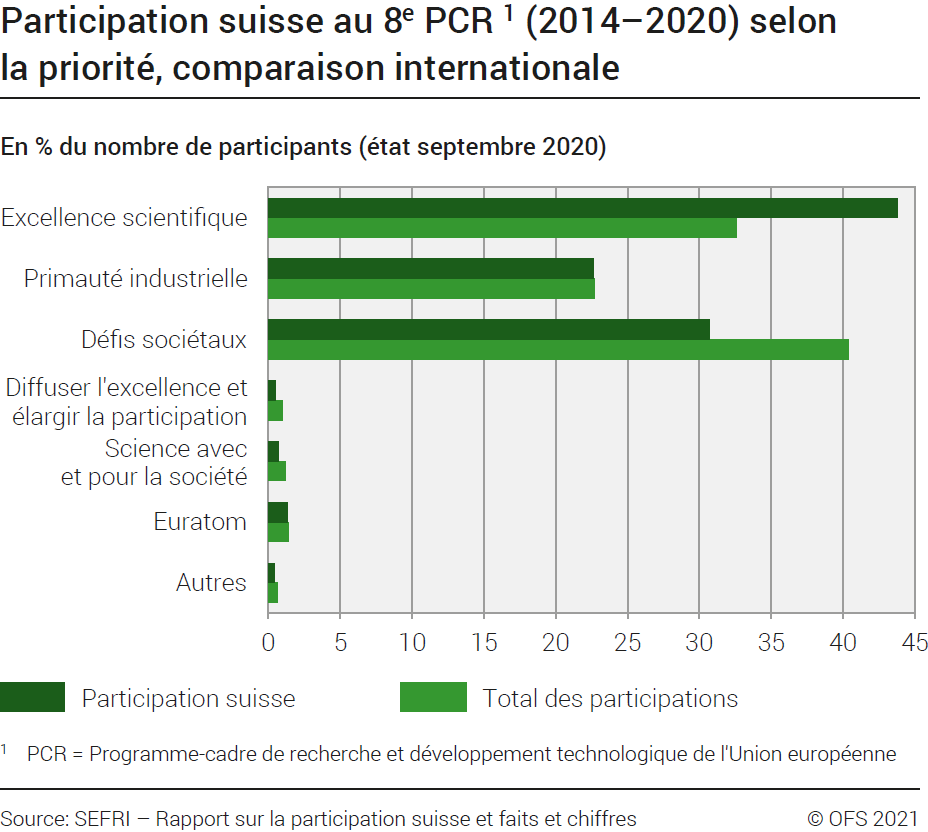 Participation suisse au 8e PCR 1 (2014–2020) selon
la priorité, comparaison internationale
En % du nombre de participants (état septembre 2020)
Excellence scientifique
Primauté industrielle
Défis sociétaux
Diffuser l'excellence et
élargir la participation
Science avec
et pour la société
Euratom
Autres
0 5 10 15 20 25 30 35 40 45
Participation suisse Total des participations
1 PCR = Programme-cadre de recherche et développement technologique de l'Union européenne
Source: SEFRI – Rapport sur la participation suisse et faits et chiffres © OFS 2021